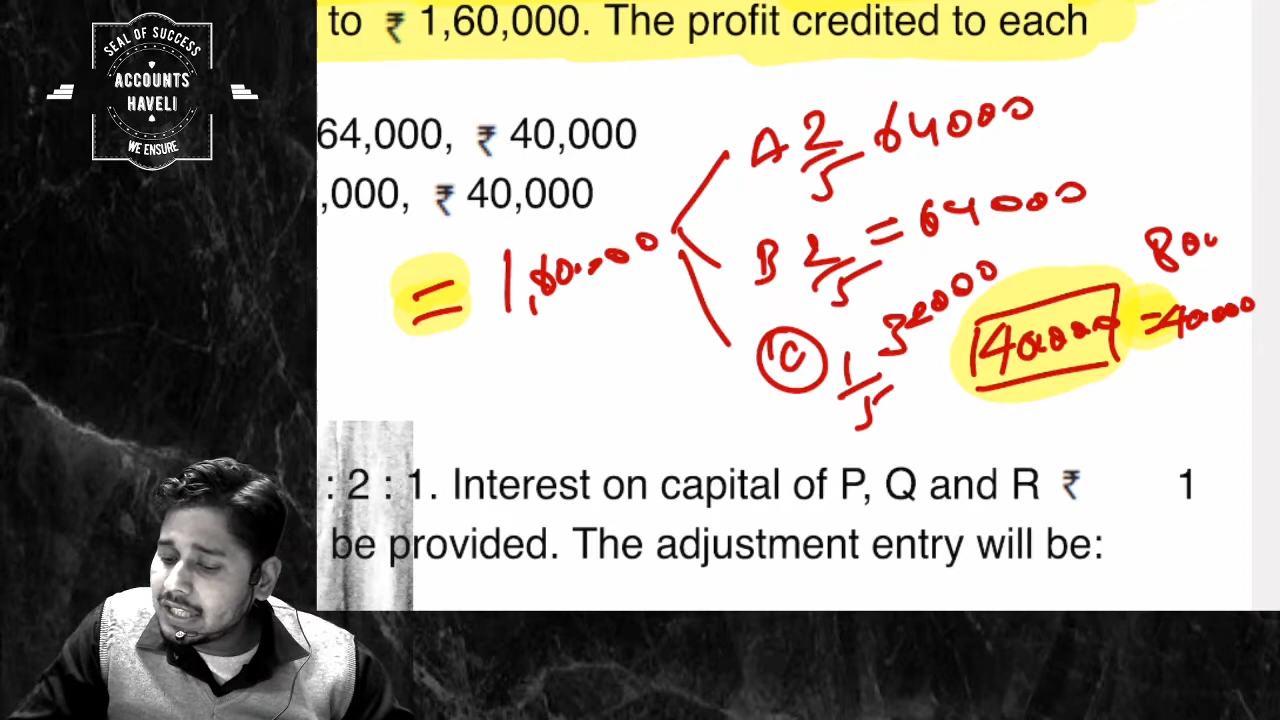 SEAL OF SUCCESS
ACCOUNTS
HAVELI
WE ENSURE
to ₹ 1,60,000. The profit credited to each
64,000, ₹ 40,000
,000, ₹ 40,000
A 2/5 64000
B 2/5 = 64000
= 1,60,000
C 1/5 32000
40000 = 40000
: 2 : 1. Interest on capital of P, Q and R ₹ 1
be provided. The adjustment entry will be: